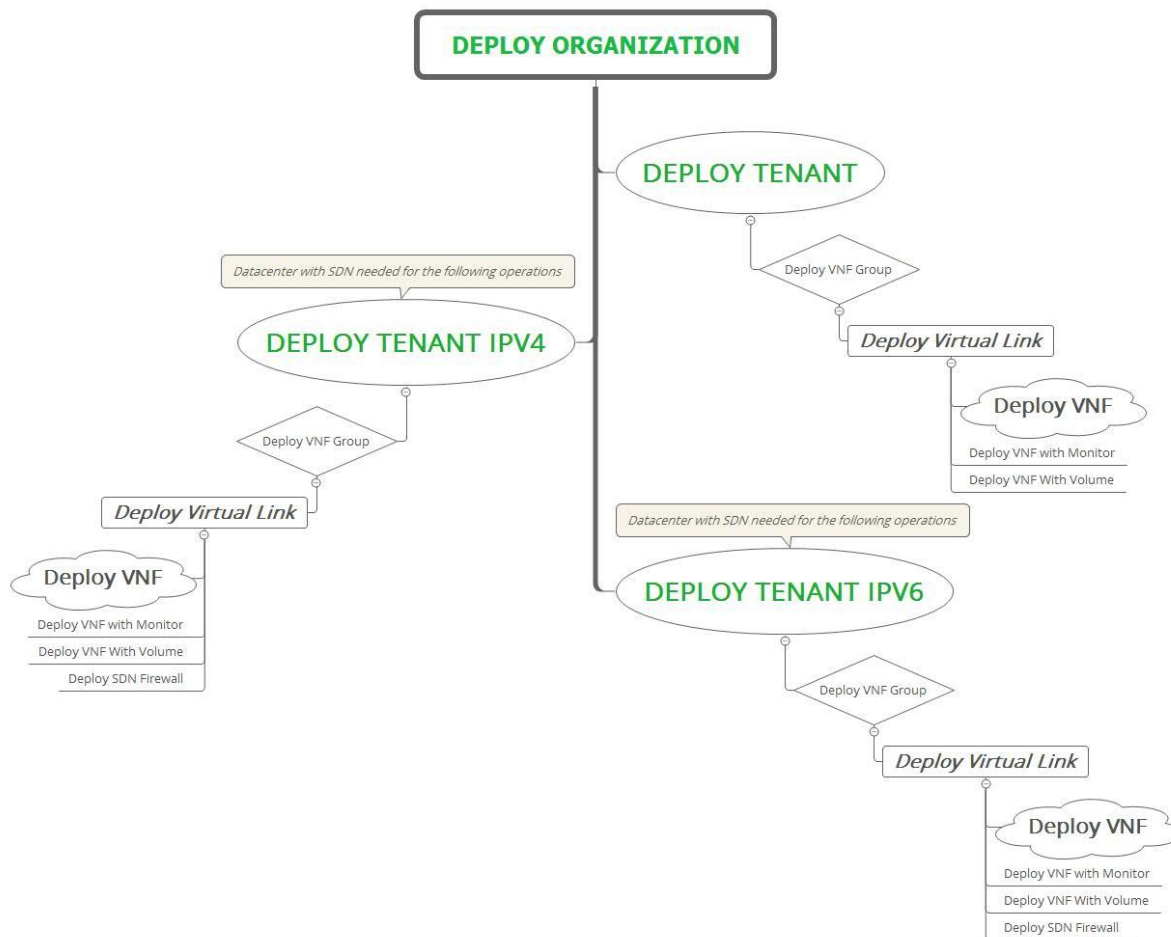 DEPLOY ORGANIZATION
DEPLOY TENANT
Deploy VNF Group
Deploy Virtual Link
Deploy VNF
Deploy VNF with Monitor
Deploy VNF With Volume
Datacenter with SDN needed for the following operations
DEPLOY TENANT IPV4
Deploy VNF Group
Deploy Virtual Link
Deploy VNF
Deploy VNF with Monitor
Deploy VNF With Volume
Deploy SDN Firewall
Datacenter with SDN needed for the following operations
DEPLOY TENANT IPV6
Deploy VNF Group
Deploy Virtual Link
Deploy VNF
Deploy VNF with Monitor
Deploy VNF With Volume
Deploy SDN Firewall